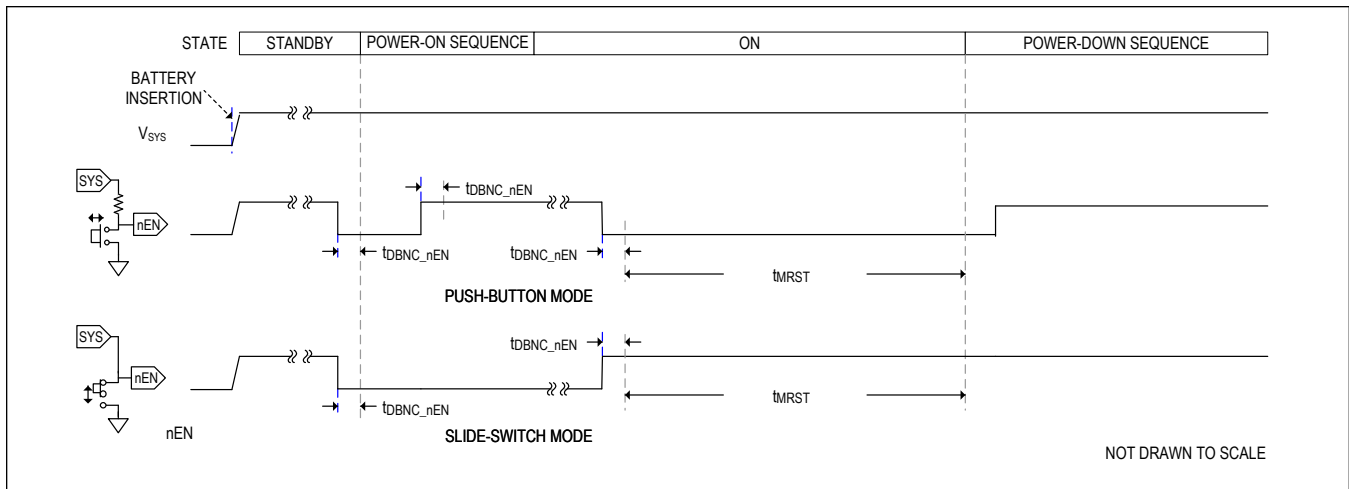 STATE STANDBY POWER-ON SEQUENCE ON POWER-DOWN SEQUENCE
BATTERY
INSERTION
VSYS
SYS
nEN
tDBNC_nEN
tDBNC_nEN tDBNC_nEN
tMRST
PUSH-BUTTON MODE
SYS
tDBNC_nEN
nEN
tDBNC_nEN
tMRST
nEN
SLIDE-SWITCH MODE
NOT DRAWN TO SCALE